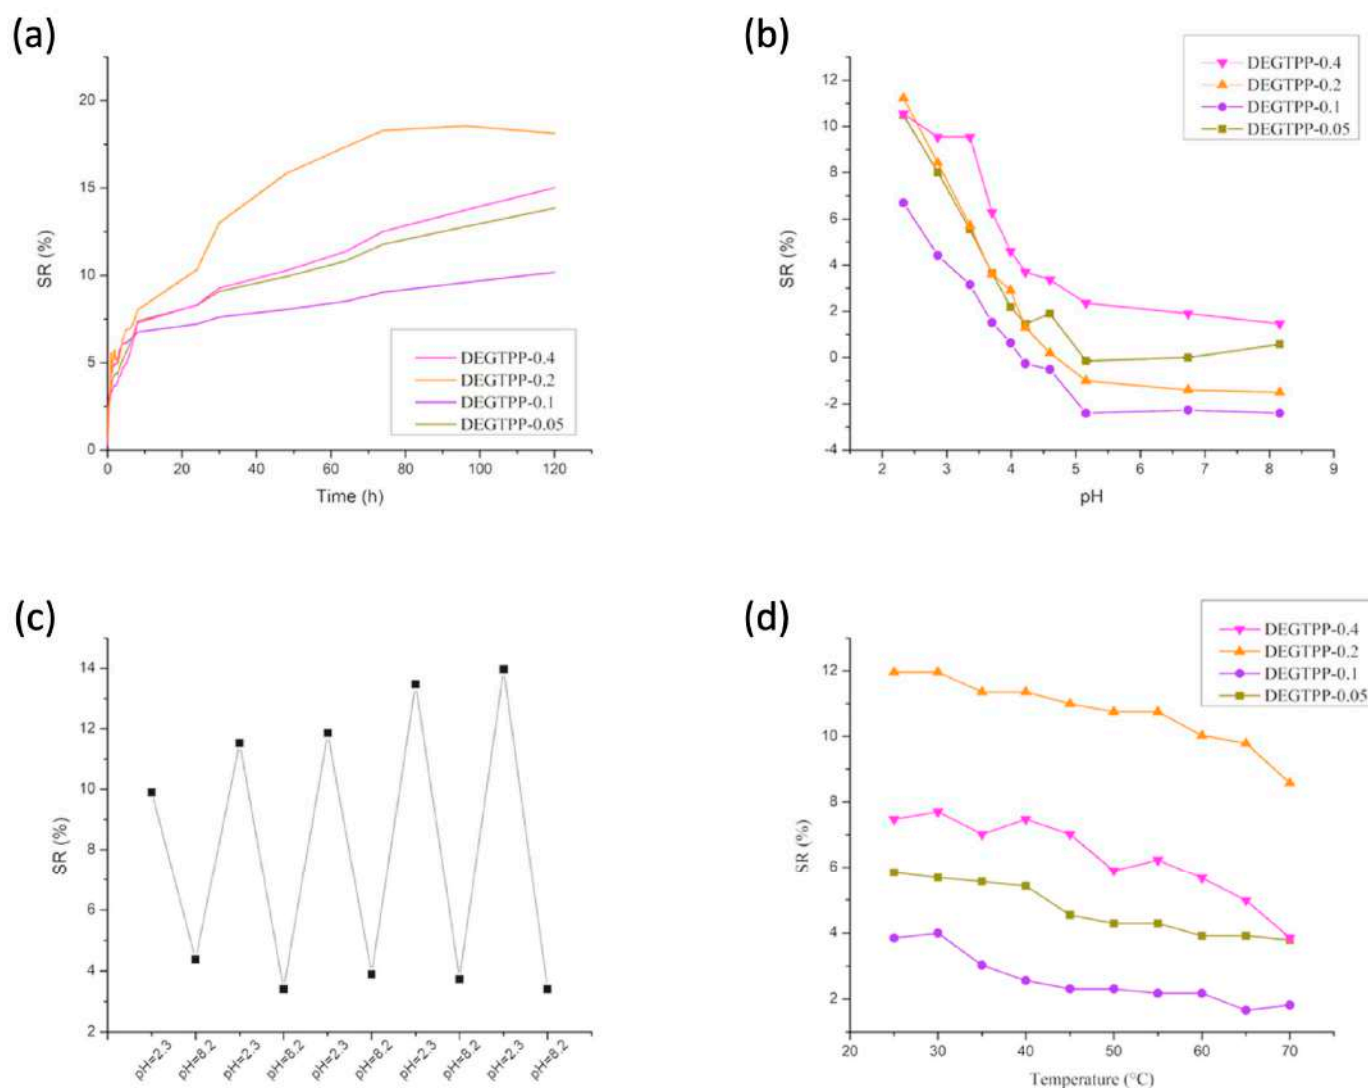 (a)
20
15
10
5
0
SR (%)
0 20 40 60 80 100 120
Time (h)
DEGTPP-0.4
DEGTPP-0.2
DEGTPP-0.1
DEGTPP-0.05
(b)
12
10
8
6
4
2
0
-2
-4
SR (%)
2 3 4 5 6 7 8 9
pH
DEGTPP-0.4
DEGTPP-0.2
DEGTPP-0.1
DEGTPP-0.05
(c)
14
12
10
8
6
4
2
SR (%)
pH=2.3 pH=8.2 pH=2.3 pH=8.2 pH=2.3 pH=8.2 pH=2.3 pH=8.2 pH=2.3 pH=8.2
(d)
12
10
8
6
4
2
SR (%)
20 30 40 50 60 70
Temperature (°C)
DEGTPP-0.4
DEGTPP-0.2
DEGTPP-0.1
DEGTPP-0.05